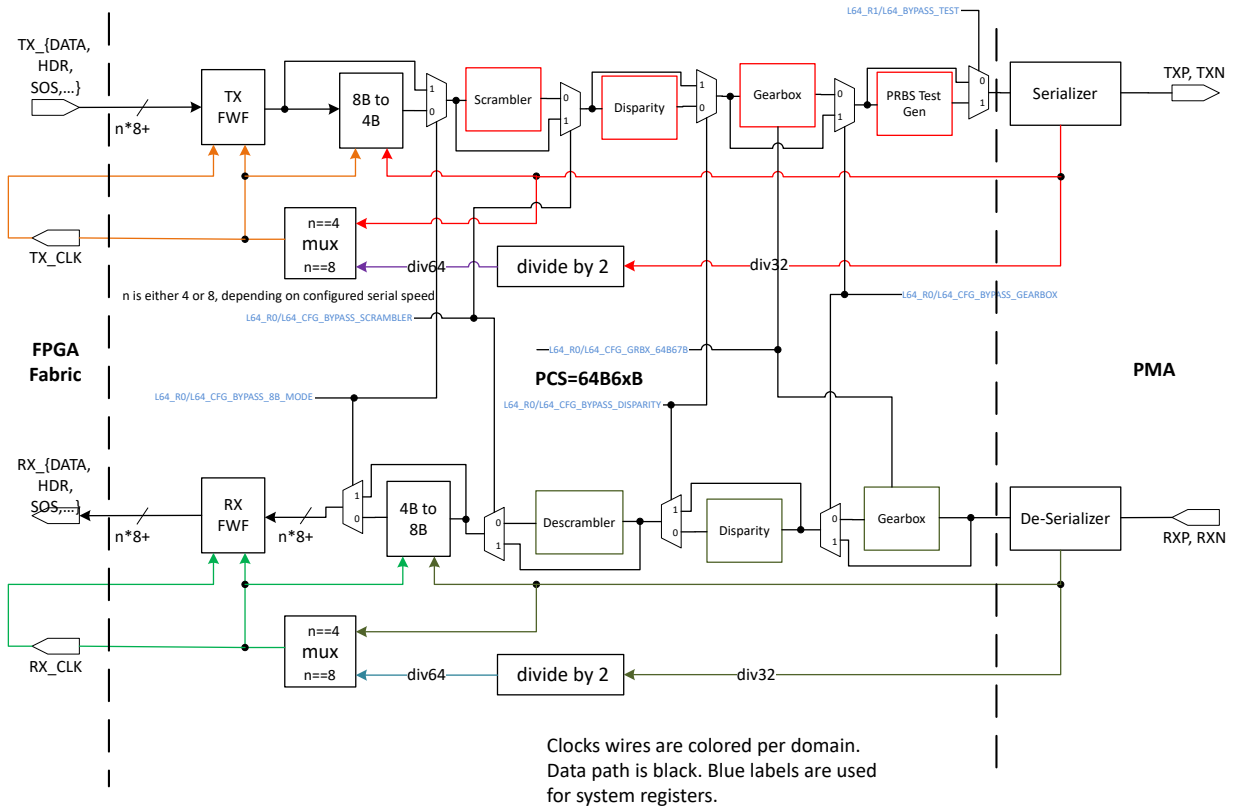 L64_R1/L64_BYPASS_TEST
TX_{DATA,
HDR,
SOS,...}
n*8+
TX
FWF
8B to
4B
1
0
Scrambler
0
1
Disparity
1
0
Gearbox
0
1
PRBS Test
Gen
0
1
Serializer
TXP, TXN
TX_CLK
n==4
mux
n==8
div64
divide by 2
div32
n is either 4 or 8, depending on configured serial speed
L64_R0/L64_CFG_BYPASS_GEARBOX
L64_R0/L64_CFG_BYPASS_SCRAMBLER
FPGA
Fabric
L64_R0/L64_CFG_GRBX_64B67B
PCS=64B6xB
PMA
L64_R0/L64_CFG_BYPASS_8B_MODE
L64_R0/L64_CFG_BYPASS_DISPARITY
RX_{DATA,
HDR,
SOS,...}
n*8+
RX
FWF
n*8+
1
0
4B to
8B
0
1
Descrambler
1
0
Disparity
0
1
Gearbox
De-Serializer
RXP, RXN
RX_CLK
n==4
mux
n==8
div64
divide by 2
div32
Clocks wires are colored per domain.
Data path is black. Blue labels are used
for system registers.